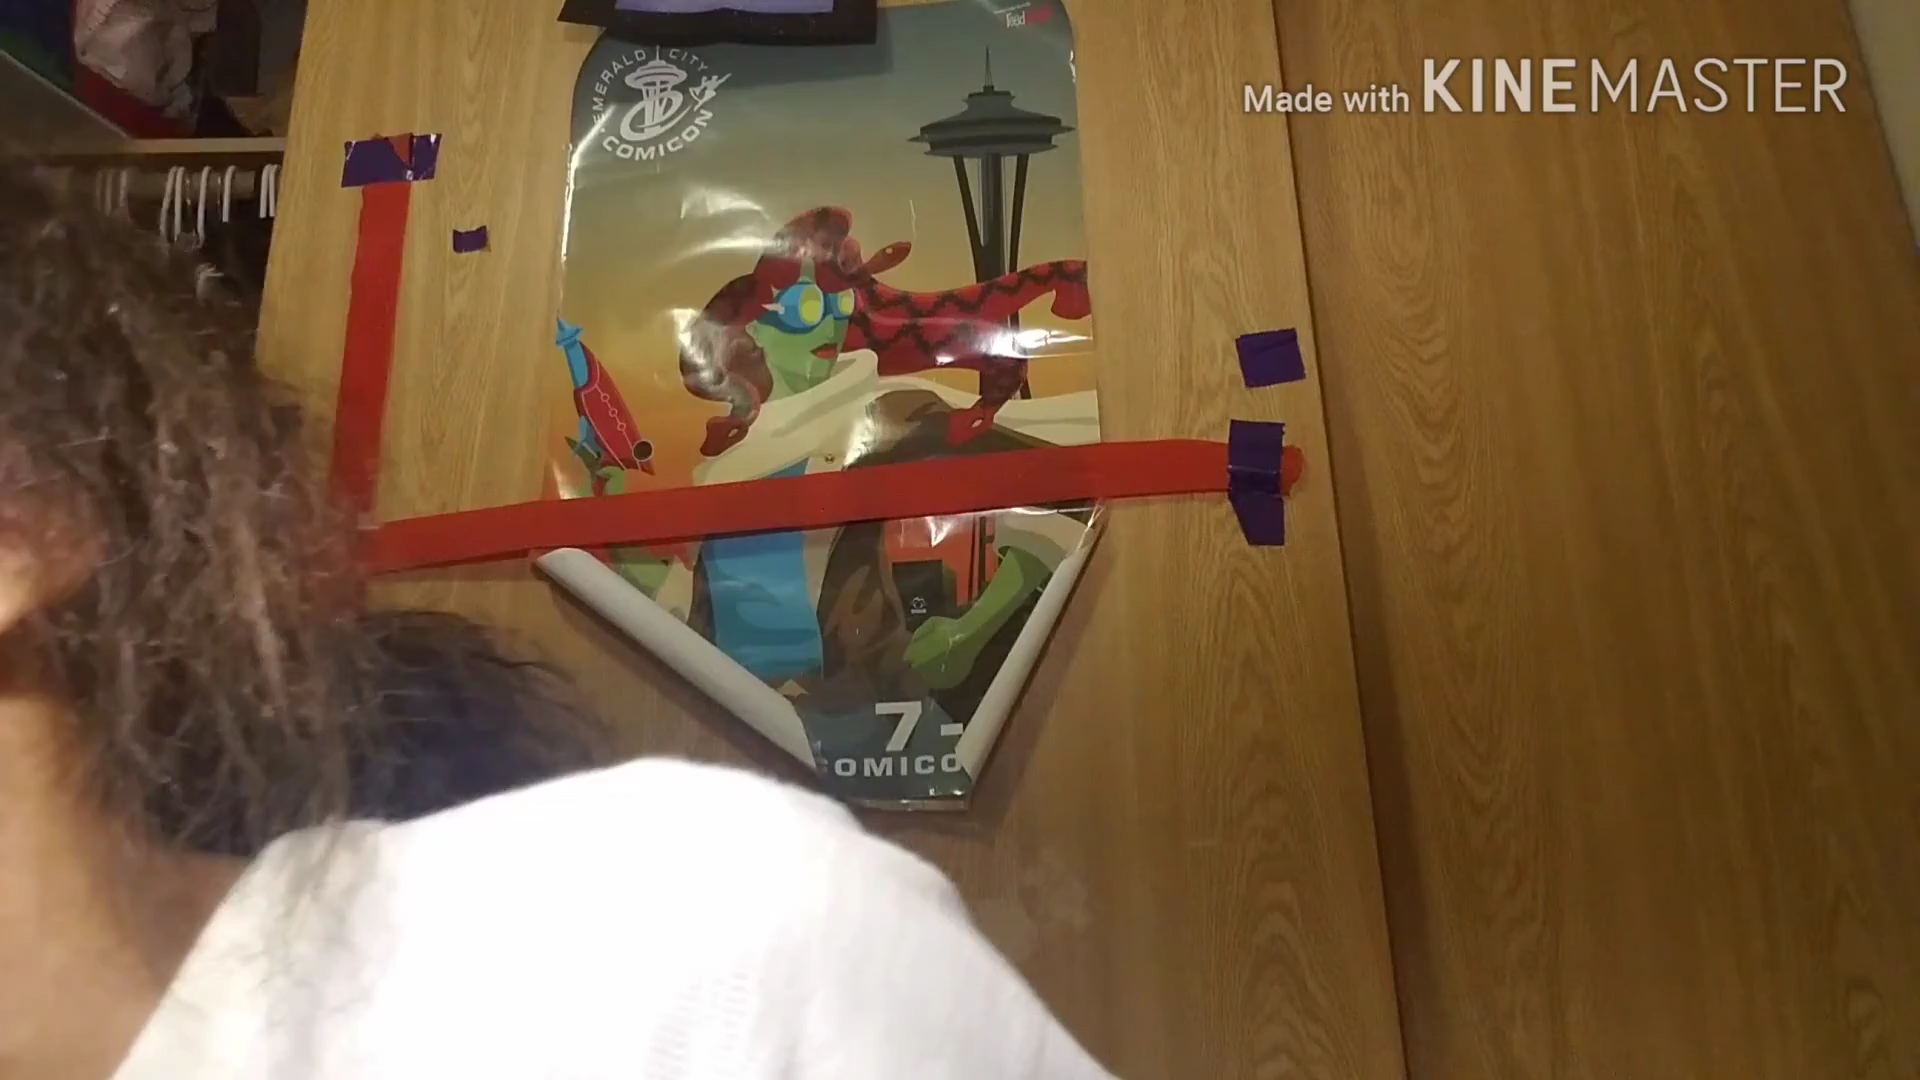 EMERALD CITY
COMICON
Made with KINEMASTER
7-
COMICO